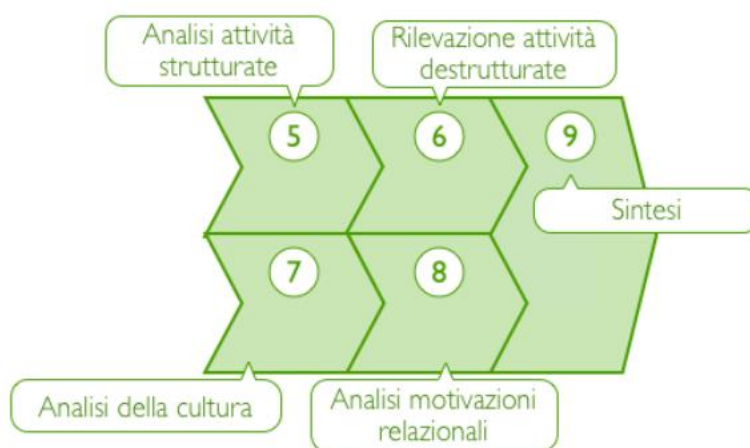 Analisi attività
strutturate
Rilevazione attività
destrutturate
5
6
9
Sintesi
7
8
Analisi della cultura
Analisi motivazioni
relazionali